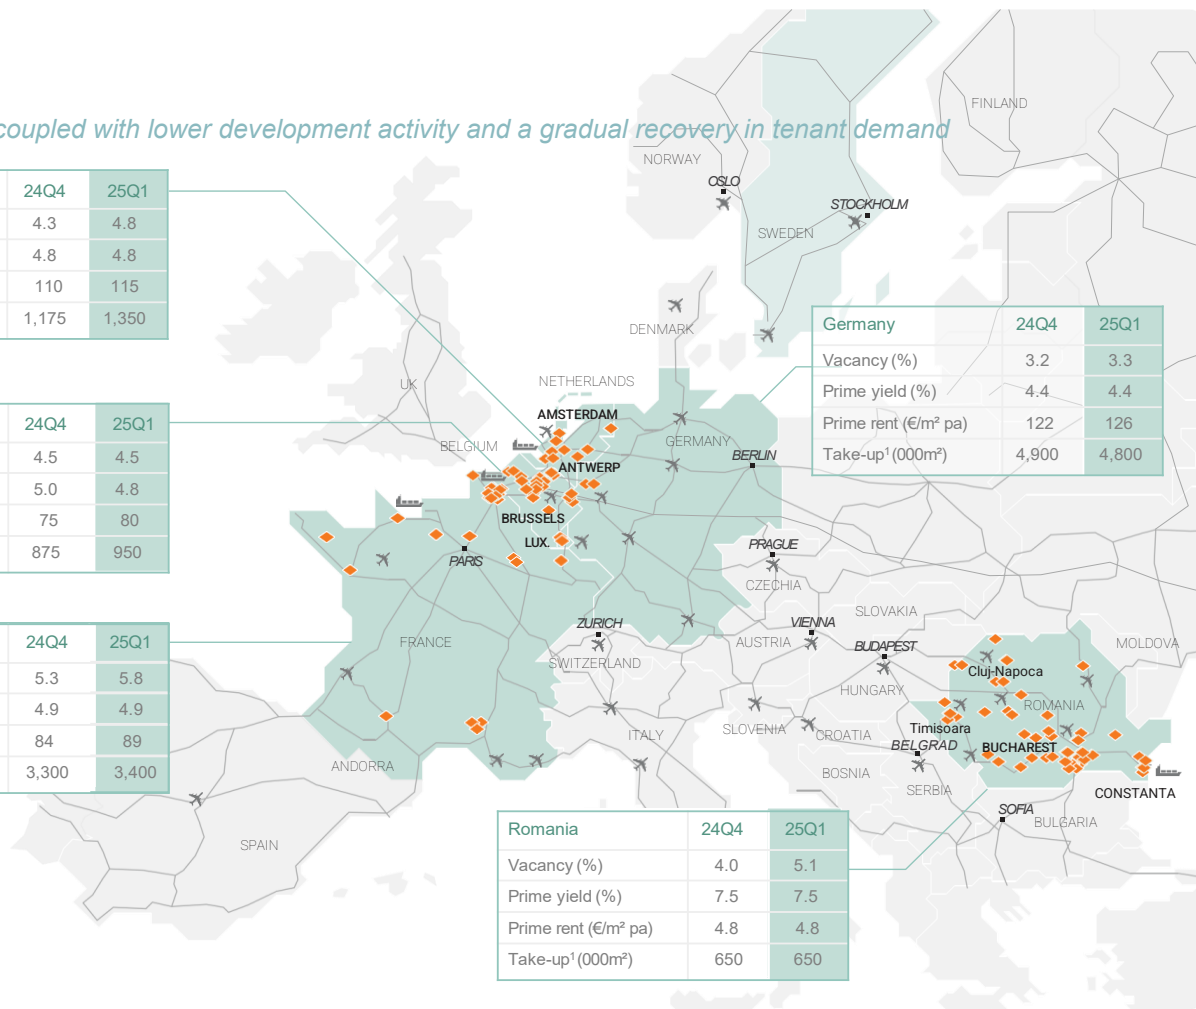 coupled with lower development activity and a gradual recovery in tenant demand
24Q4 25Q1
4.3 4.8
4.8 4.8
110 115
1,175 1,350
24Q4 25Q1
4.5 4.5
5.0 4.8
75 80
875 950
24Q4 25Q1
5.3 5.8
4.9 4.9
84 89
3,300 3,400
Germany 24Q4 25Q1
Vacancy (%) 3.2 3.3
Prime yield (%) 4.4 4.4
Prime rent (€/m² pa) 122 126
Take-up¹ (000m²) 4,900 4,800
Romania 24Q4 25Q1
Vacancy (%) 4.0 5.1
Prime yield (%) 7.5 7.5
Prime rent (€/m² pa) 4.8 4.8
Take-up¹ (000m²) 650 650
FINLAND
NORWAY
OSLO
STOCKHOLM
SWEDEN
DENMARK
UK
NETHERLANDS
AMSTERDAM
BELGIUM
GERMANY
BERLIN
ANTWERP
BRUSSELS
LUX.
PARIS
PRAGUE
CZECHIA
SLOVAKIA
ZURICH
VIENNA
FRANCE
AUSTRIA
BUDAPEST
MOLDOVA
SWITZERLAND
Cluj-Napoca
HUNGARY
ROMANIA
SLOVENIA
CROATIA
Timisoara
ITALY
BELGRAD
BUCHAREST
ANDORRA
BOSNIA
SERBIA
CONSTANTA
SOFIA
BULGARIA
SPAIN